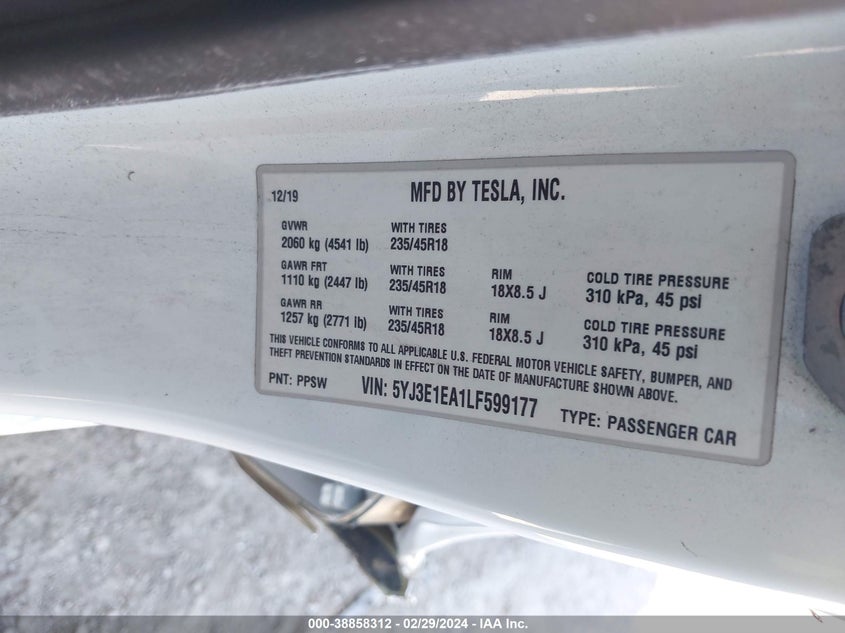 12/19 MFD BY TESLA, INC.
GVWR WITH TIRES
2060 kg (4541 lb) 235/45R18
GAWR FRT WITH TIRES RIM COLD TIRE PRESSURE
1110 kg (2447 lb) 235/45R18 18X8.5 J 310 kPa, 45 psi
GAWR RR WITH TIRES RIM COLD TIRE PRESSURE
1257 kg (2771 lb) 235/45R18 18X8.5 J 310 kPa, 45 psi
THIS VEHICLE CONFORMS TO ALL APPLICABLE U.S. FEDERAL MOTOR VEHICLE SAFETY, BUMPER, AND
THEFT PREVENTION STANDARDS IN EFFECT ON THE DATE OF MANUFACTURE SHOWN ABOVE.
PNT: PPSW VIN: 5YJ3E1EA1LF599177 TYPE: PASSENGER CAR
000-38858312 - 02/29/2024 - IAA Inc.